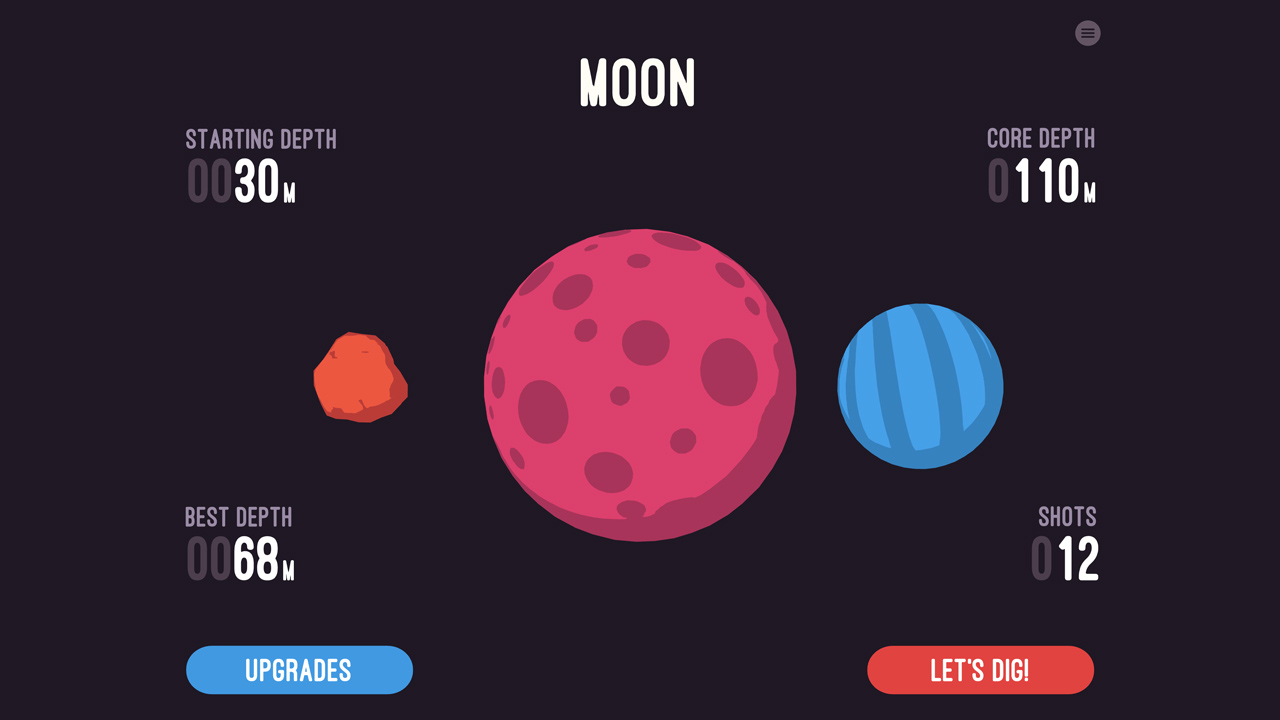 MOON
STARTING DEPTH
0030M
CORE DEPTH
0110M
BEST DEPTH
0068M
SHOTS
012
UPGRADES
LET'S DIG!